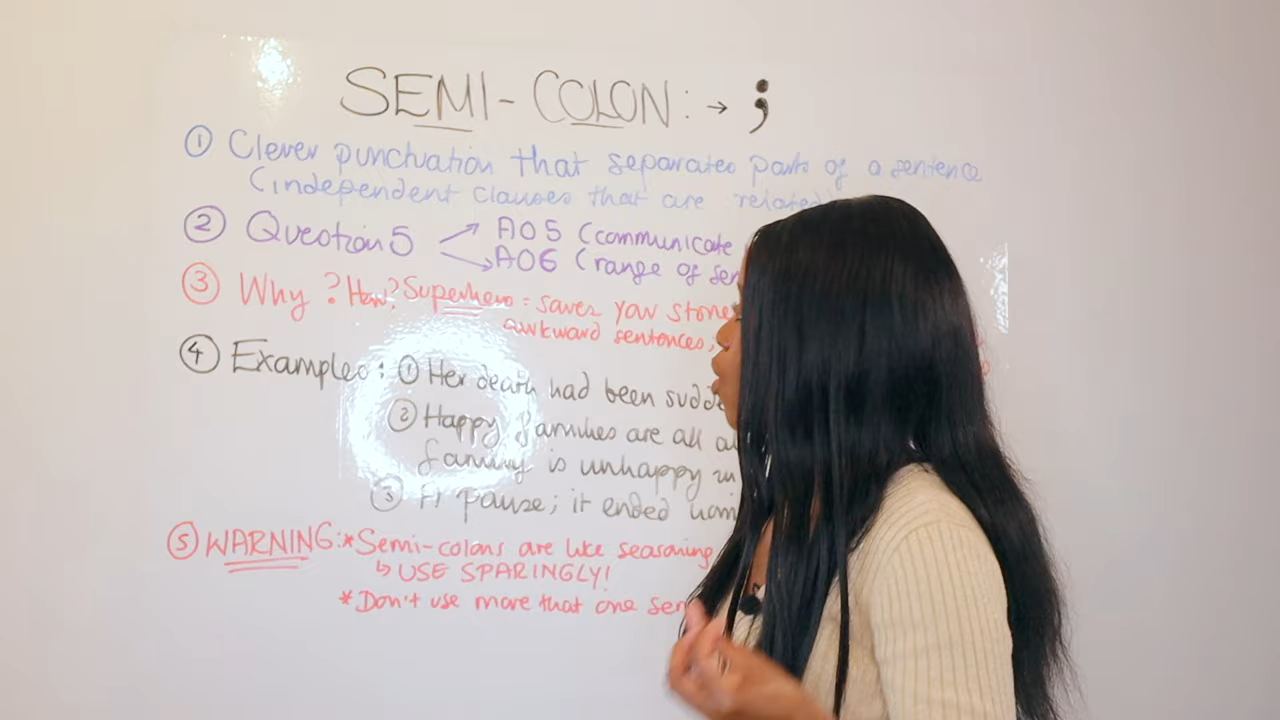 SEMI-COLON: → ;
① Clever punctuation that separates parts of a sentence
(independent clauses that are related
② Question 5 AO5 (communicate
AO6 (range of sen
③ Why? How? Superhero: saves your stories
awkward sentences,
④ Examples: ① Her death had been sudde
② Happy families are all a
family is unhappy in
③ A pause; it ended
⑤ WARNING: *Semi-colons are like seasoning
↳ USE SPARINGLY!
*Don't use more that one sem